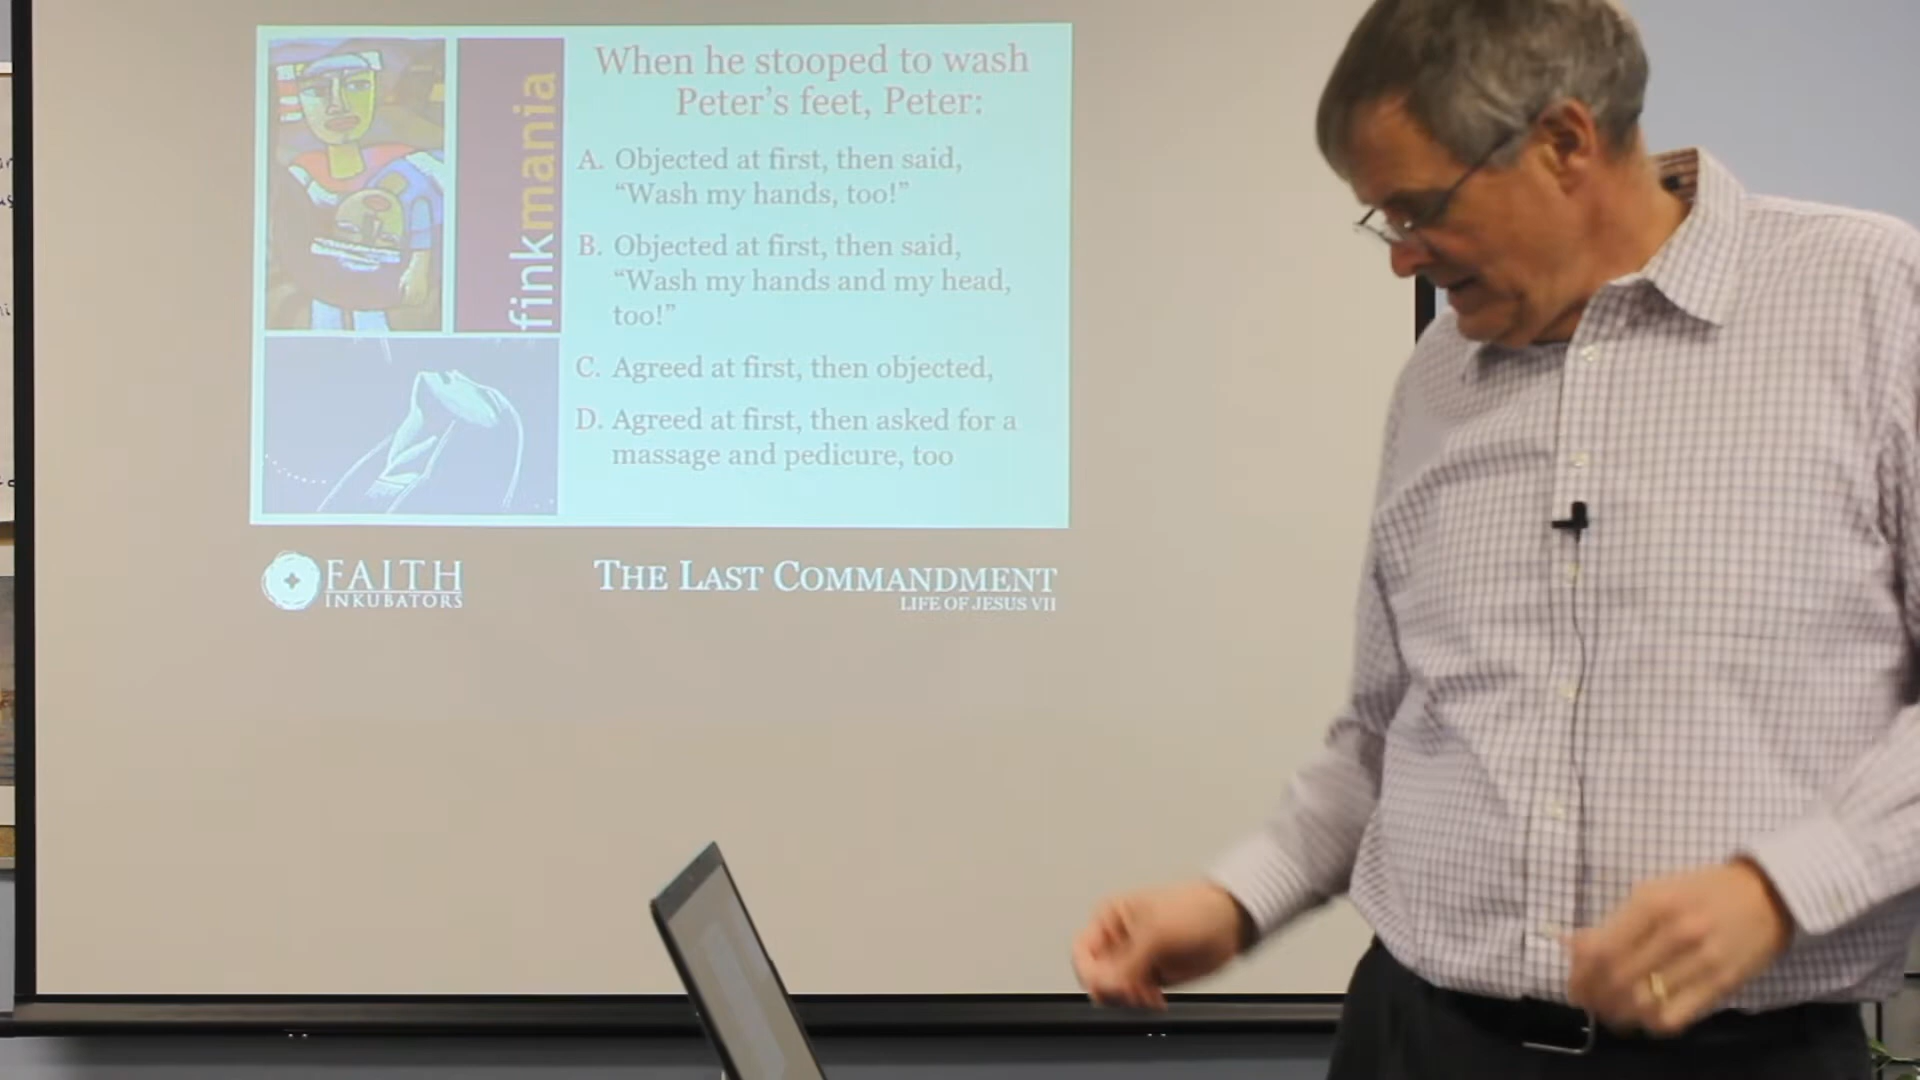 When he stooped to wash
Peter's feet, Peter:
A. Objected at first, then said,
“Wash my hands, too!”
B. Objected at first, then said,
“Wash my hands and my head,
too!”
C. Agreed at first, then objected,
D. Agreed at first, then asked for a
massage and pedicure, too
finkmania
FAITH
INKUBATORS
THE LAST COMMANDMENT
LIFE OF JESUS VII